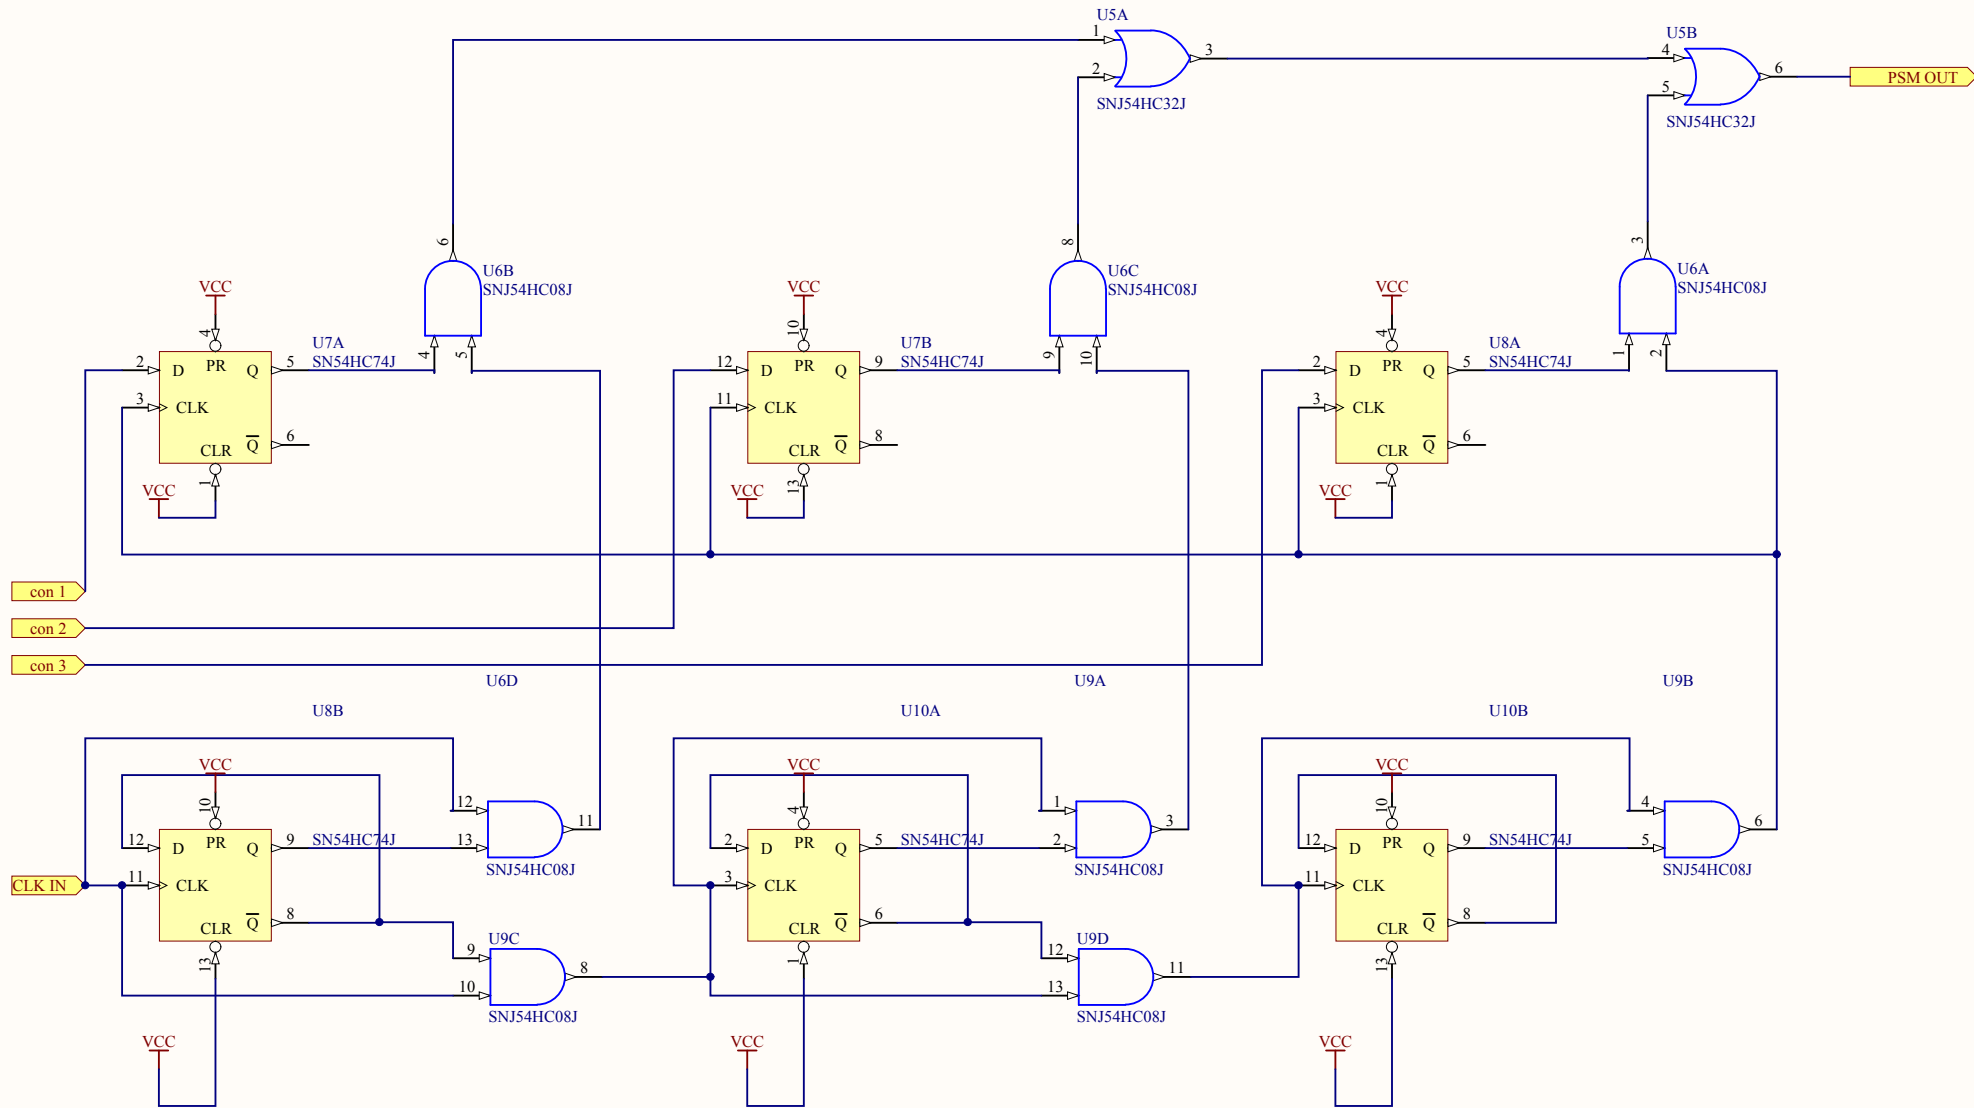 U5A
1
2
3
SNJ54HC32J
U5B
4
5
6
SNJ54HC32J
PSM OUT
6
U6B
SNJ54HC08J
4
5
8
U6C
SNJ54HC08J
9
10
3
U6A
SNJ54HC08J
1
2
VCC
4
U7A
SN54HC74J
2
D
PR
Q
5
3
CLK
CLR
Q
6
1
VCC
VCC
10
U7B
SN54HC74J
12
D
PR
Q
9
11
CLK
CLR
Q
8
13
VCC
VCC
4
U8A
SN54HC74J
2
D
PR
Q
5
3
CLK
CLR
Q
6
1
VCC
con 1
con 2
con 3
U6D
U9A
U9B
U8B
U10A
U10B
VCC
10
12
D
PR
Q
9
SN54HC74J
11
CLK
CLR
Q
8
13
VCC
CLK IN
12
13
11
SNJ54HC08J
U9C
9
10
8
SNJ54HC08J
VCC
4
2
D
PR
Q
5
SN54HC74J
3
CLK
CLR
Q
6
1
VCC
1
2
3
SNJ54HC08J
U9D
12
13
11
SNJ54HC08J
VCC
10
12
D
PR
Q
9
SN54HC74J
11
CLK
CLR
Q
8
13
VCC
4
5
6
SNJ54HC08J